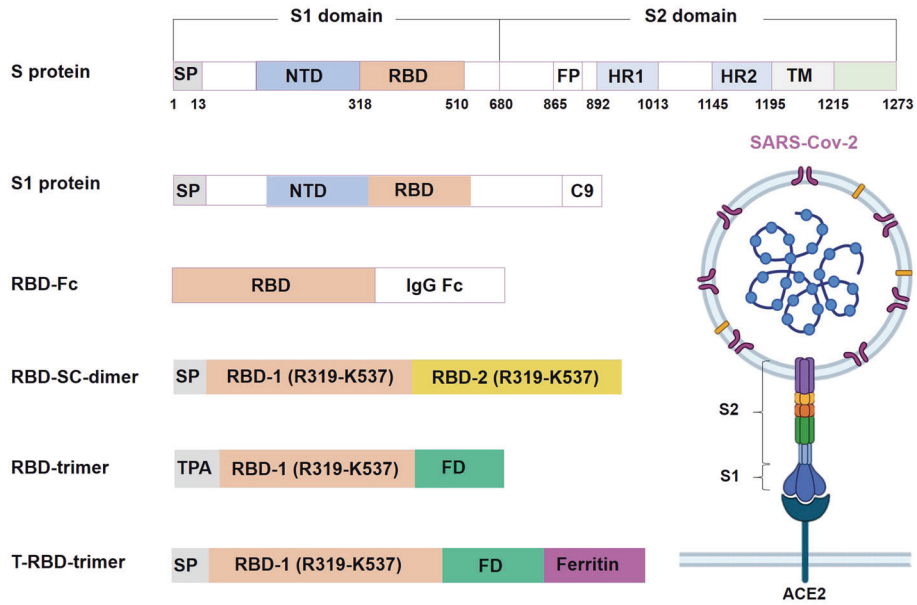 S1 domain S2 domain
S protein SP NTD RBD FP HR1 HR2 TM
1 13 318 510 680 865 892 1013 1145 1195 1215 1273
SARS-Cov-2
S1 protein SP NTD RBD C9
RBD-Fc RBD IgG Fc
RBD-SC-dimer SP RBD-1 (R319-K537) RBD-2 (R319-K537)
S2
RBD-trimer TPA RBD-1 (R319-K537) FD
S1
T-RBD-trimer SP RBD-1 (R319-K537) FD Ferritin
ACE2